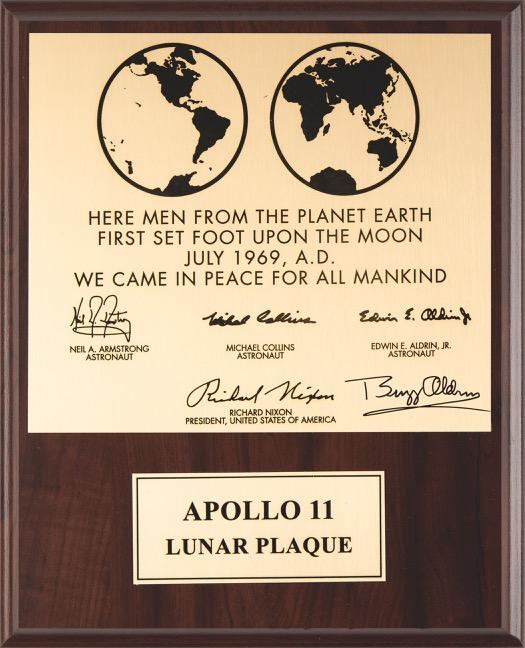 HERE MEN FROM THE PLANET EARTH
FIRST SET FOOT UPON THE MOON
JULY 1969, A.D.
WE CAME IN PEACE FOR ALL MANKIND
Neil A. Armstrong
Michael Collins
Edwin E. Aldrin Jr
NEIL A. ARMSTRONG
ASTRONAUT
MICHAEL COLLINS
ASTRONAUT
EDWIN E. ALDRIN, JR.
ASTRONAUT
Richard Nixon
Buzz Aldrin
RICHARD NIXON
PRESIDENT, UNITED STATES OF AMERICA
APOLLO 11
LUNAR PLAQUE